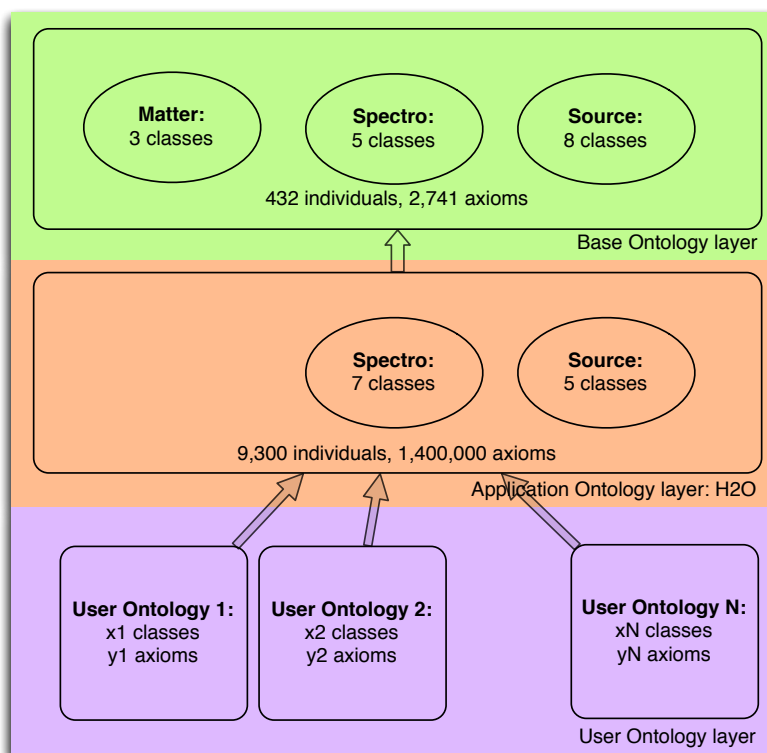 Matter:
3 classes
Spectro:
5 classes
Source:
8 classes
432 individuals, 2,741 axioms
Base Ontology layer
Spectro:
7 classes
Source:
5 classes
9,300 individuals, 1,400,000 axioms
Application Ontology layer: H2O
User Ontology 1:
x1 classes
y1 axioms
User Ontology 2:
x2 classes
y2 axioms
User Ontology N:
xN classes
yN axioms
User Ontology layer